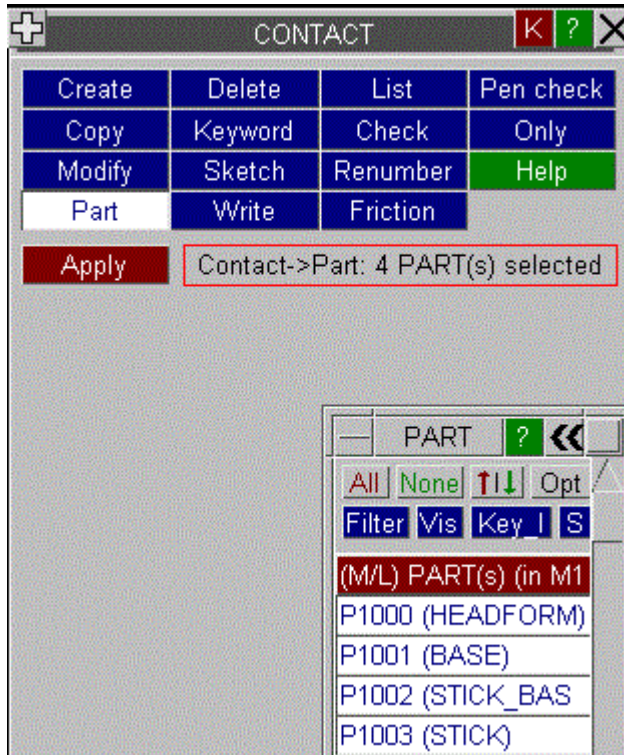 CONTACT K ? X
Create Delete List Pen check
Copy Keyword Check Only
Modify Sketch Renumber Help
Part Write Friction
Apply Contact->Part: 4 PART(s) selected
PART ?
All None Opt
Filter Vis Key_I S
(M/L) PART(s) (in M1
P1000 (HEADFORM)
P1001 (BASE)
P1002 (STICK_BAS
P1003 (STICK)